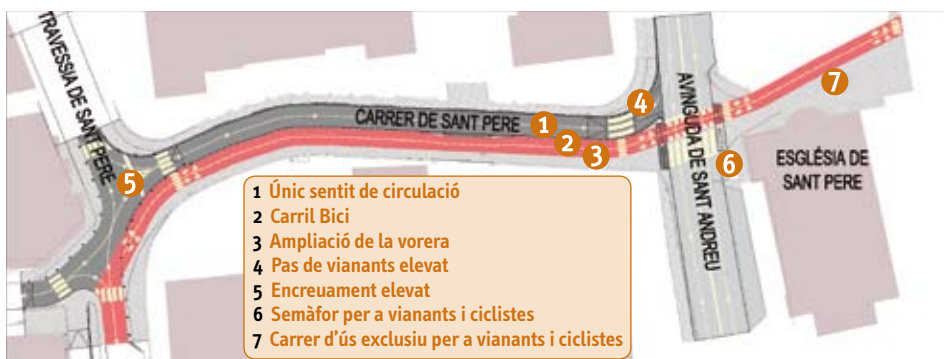 TRAVESSIA DE SANT PERE
CARRER DE SANT PERE
AVINGUDA DE SANT ANDREU
ESGLÉSIA DE
SANT PERE
1
2
3
4
5
6
7
1 Únic sentit de circulació
2 Carril Bici
3 Ampliació de la vorera
4 Pas de vianants elevat
5 Encreuament elevat
6 Semàfor per a vianants i ciclistes
7 Carrer d'ús exclusiu per a vianants i ciclistes